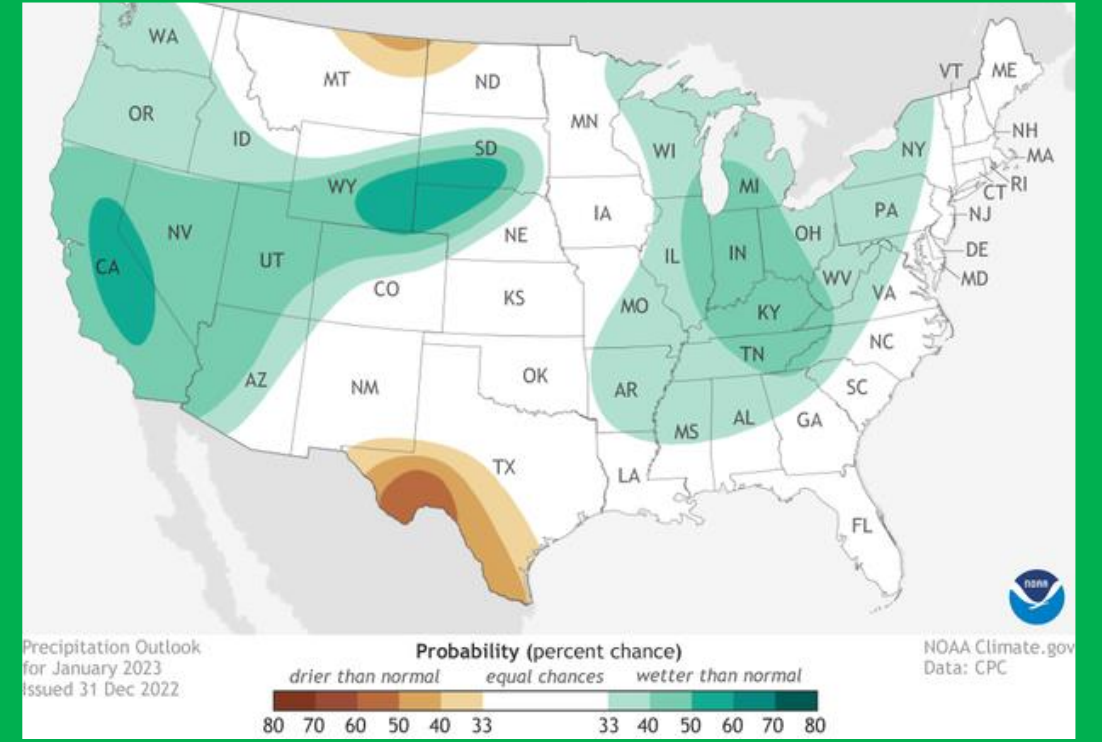 WA
MT
ND
VT
ME
OR
ID
MN
SD
WI
NY
NH
MA
WY
MI
CT
RI
IA
PA
NJ
NV
NE
OH
CA
UT
IL
IN
DE
WV
MD
CO
KS
MO
VA
KY
NC
TN
AZ
NM
OK
AR
SC
MS
AL
GA
TX
LA
FL
NOAA
Precipitation Outlook
for January 2023
Issued 31 Dec 2022
Probability (percent chance)
drier than normal equal chances wetter than normal
80 70 60 50 40 33 33 40 50 60 70 80
NOAA Climate.gov
Data: CPC